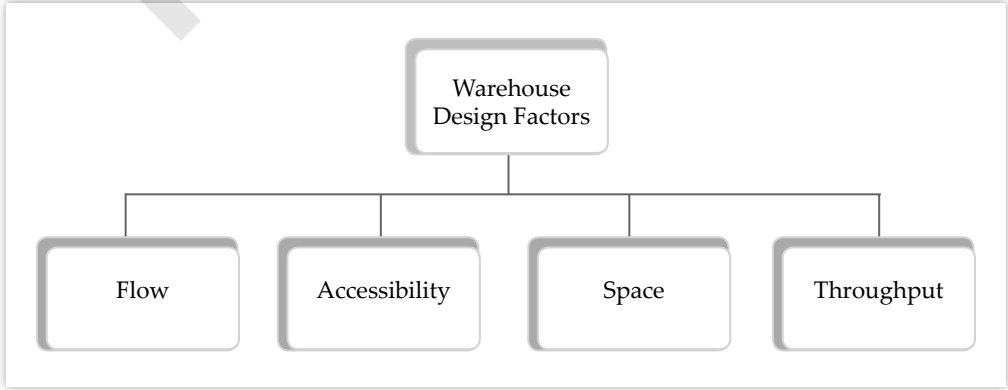 Warehouse
Design Factors
Flow
Accessibility
Space
Throughput